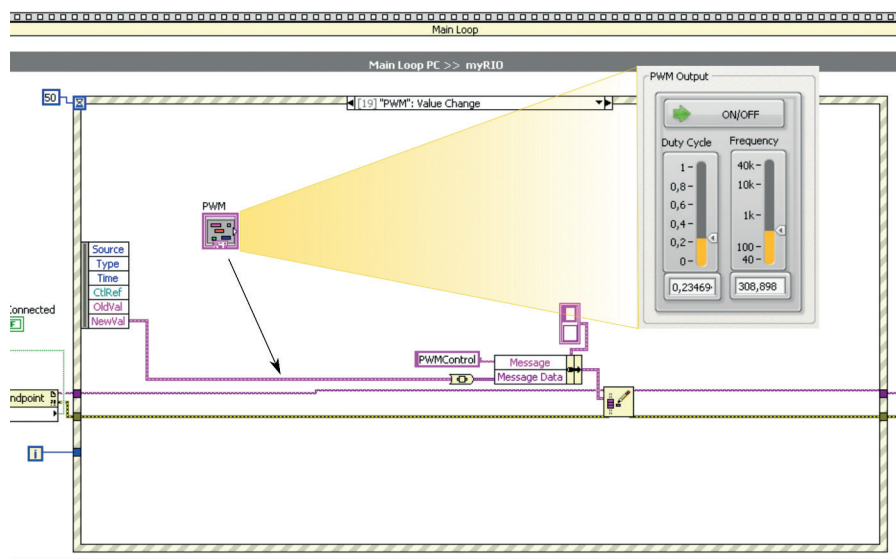 Main Loop
Main Loop PC >> myRIO
50
[19] "PWM": Value Change
PWM Output
ON/OFF
Duty Cycle
Frequency
1
0,8
0,6
0,4
0,2
0
40k
10k
1k
100
40
0,23469
308,898
PWM
Source
Type
Time
CtlRef
OldVal
NewVal
onnected
F
PWMControl
Message
Message Data
ndpoint
i